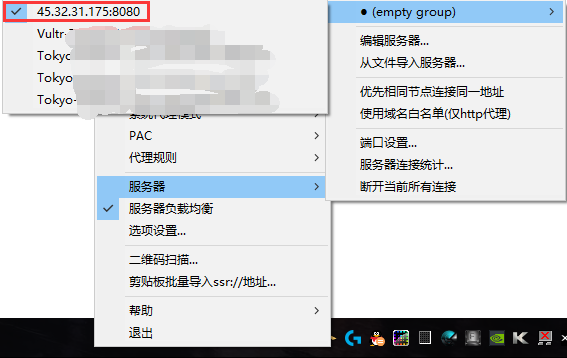 45.32.31.175:8080
Vultr-
Tokyo
Tokyo
Tokyo-
(empty group)
编辑服务器...
从文件导入服务器...
优先相同节点连接同一地址
使用域名白名单(仅http代理)
端口设置...
服务器连接统计...
断开当前所有连接
系统代理模式
PAC
代理规则
服务器
服务器负载均衡
选项设置...
二维码扫描...
剪贴板批量导入ssr://地址...
帮助
退出